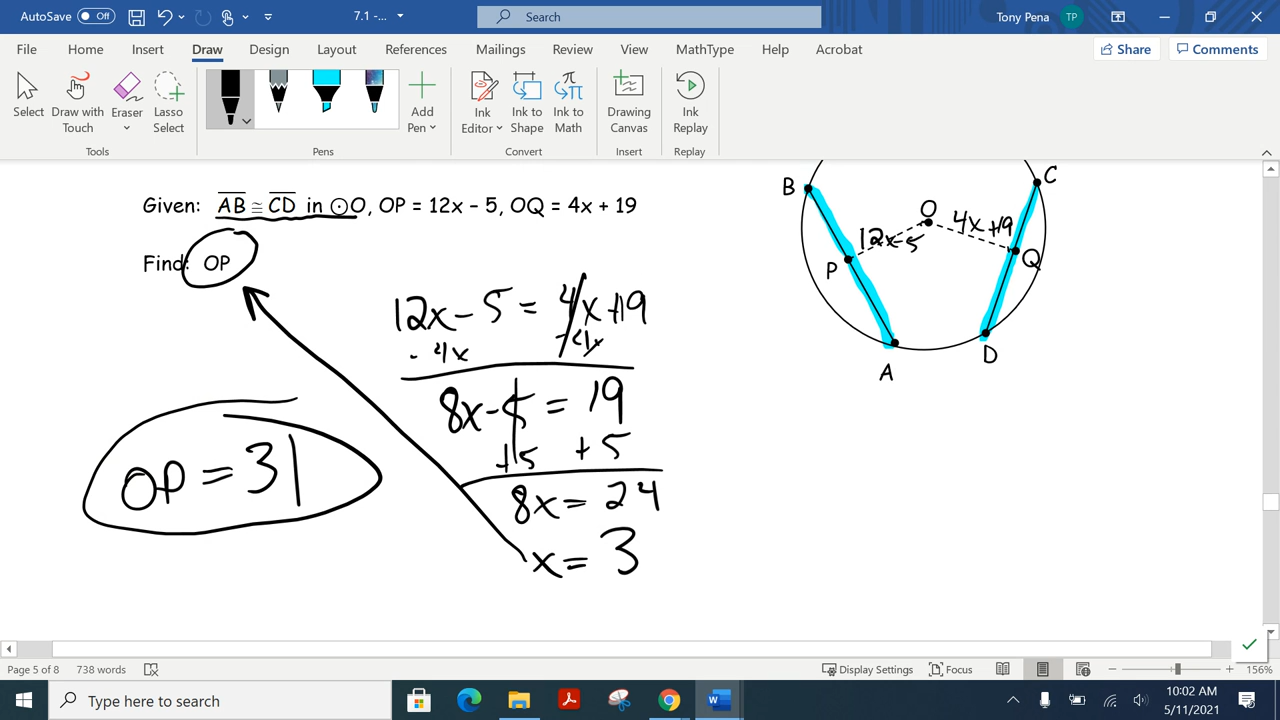 AutoSave Off 7.1 -... Search Tony Pena TP
File Home Insert Draw Design Layout References Mailings Review View MathType Help Acrobat Share Comments
Select Draw with Touch Eraser Lasso Select Add Pen Ink Editor Ink to Shape Ink to Math Drawing Canvas Ink Replay
Tools Pens Convert Insert Replay
Given: AB ≅ CD in ⊙O, OP = 12x – 5, OQ = 4x + 19
Find: OP
12x - 5 = 4x + 19
- 4x - 4x
8x - 5 = 19
+5 +5
8x = 24
x = 3
OP = 31
B
C
O
12x-5
4x+19
P
Q
A
D
Page 5 of 8 738 words Display Settings Focus 156%
Type here to search 10:02 AM
5/11/2021